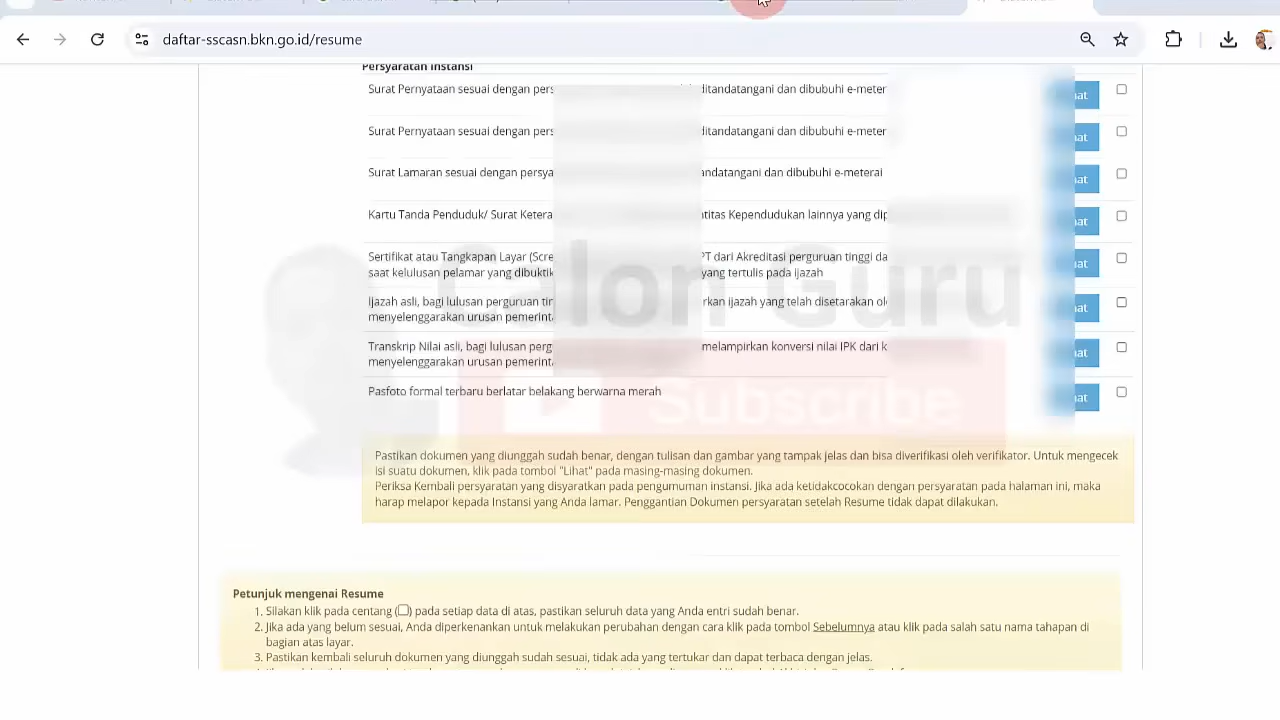 daftar-sscasn.bkn.go.id/resume
Persyaratan Instansi
Surat Pernyataan sesuai dengan pers ditandatangani dan dibubuhi e-meter
at
Surat Pernyataan sesuai dengan pers ditandatangani dan dibubuhi e-meter
at
Surat Lamaran sesuai dengan persya ndatangani dan dibubuhi e-meterai
at
Kartu Tanda Penduduk/ Surat Ketera ntitas Kependudukan lainnya yang dip
at
Sertifikat atau Tangkapan Layar (Scre PT dari Akreditasi perguruan tinggi da
saat kelulusan pelamar yang dibuktik yang tertulis pada ijazah
at
Ijazah asli, bagi lulusan perguruan tir rkan ijazah yang telah disetarakan ol
menyelenggarakan urusan pemerint
at
Transkrip Nilai asli, bagi lulusan perg melampirkan konversi nilai IPK dari k
menyelenggarakan urusan pemerint
at
Pasfoto formal terbaru berlatar belakang berwarna merah
at
Calon Guru
Subscribe
Pastikan dokumen yang diunggah sudah benar, dengan tulisan dan gambar yang tampak jelas dan bisa diverifikasi oleh verifikator. Untuk mengecek
isi suatu dokumen, klik pada tombol "Lihat" pada masing-masing dokumen.
Periksa Kembali persyaratan yang disyaratkan pada pengumuman instansi. Jika ada ketidakcocokan dengan persyaratan pada halaman ini, maka
harap melapor kepada Instansi yang Anda lamar. Penggantian Dokumen persyaratan setelah Resume tidak dapat dilakukan.
Petunjuk mengenai Resume
1. Silakan klik pada centang () pada setiap data di atas, pastikan seluruh data yang Anda entri sudah benar.
2. Jika ada yang belum sesuai, Anda diperkenankan untuk melakukan perubahan dengan cara klik pada tombol Sebelumnya atau klik pada salah satu nama tahapan di
bagian atas layar.
3. Pastikan kembali seluruh dokumen yang diunggah sudah sesuai, tidak ada yang tertukar dan dapat terbaca dengan jelas.